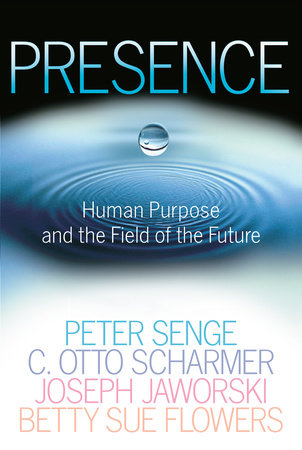 PRESENCE
Human Purpose
and the Field of the Future
PETER SENGE
C. OTTO SCHARMER
JOSEPH JAWORSKI
BETTY SUE FLOWERS